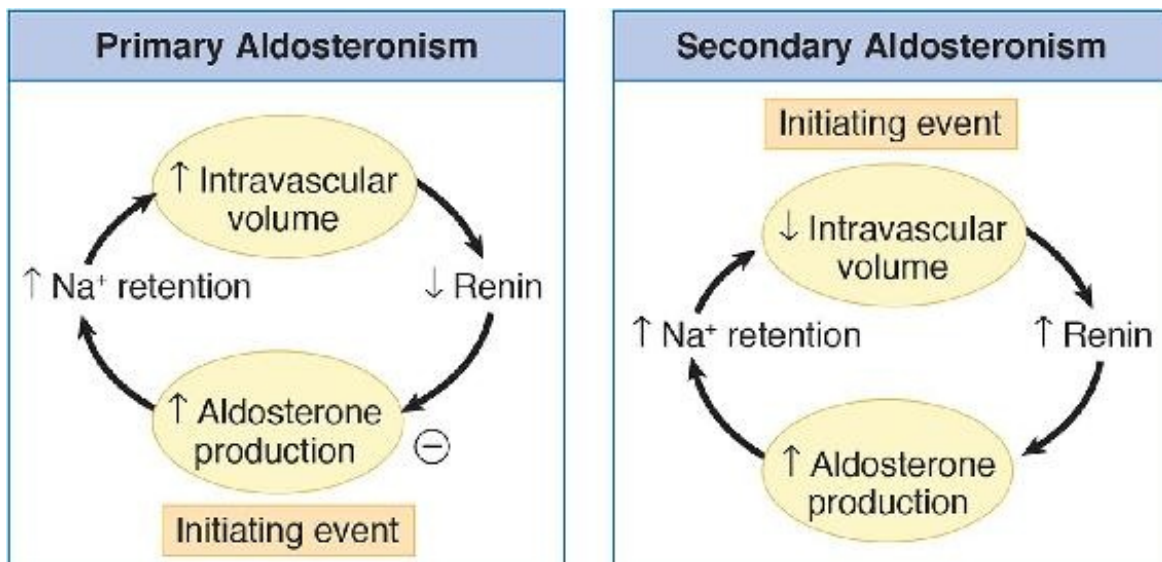 Primary Aldosteronism
↑ Intravascular
volume
↑ Na⁺ retention
↓ Renin
↑ Aldosterone
production
⊖
Initiating event
Secondary Aldosteronism
Initiating event
↓ Intravascular
volume
↑ Na⁺ retention
↑ Renin
↑ Aldosterone
production